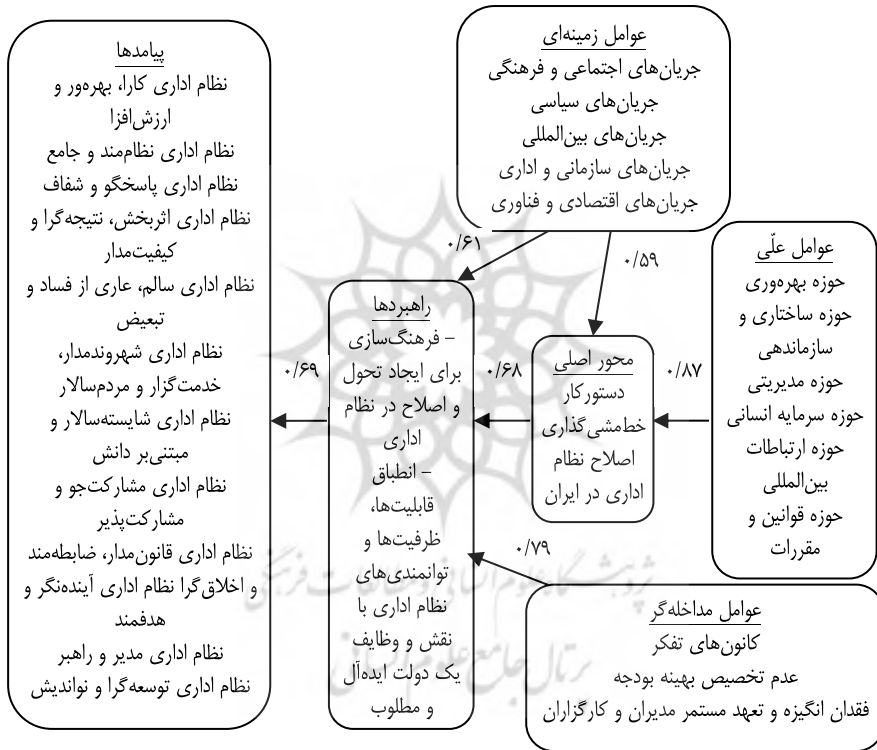 عوامل زمینه‌ای
جریان‌های اجتماعی و فرهنگی
جریان‌های سیاسی
جریان‌های بین‌المللی
جریان‌های سازمانی و اداری
جریان‌های اقتصادی و فناوری
عوامل علّی
حوزه بهره‌وری
حوزه ساختاری و
سازماندهی
حوزه مدیریتی
حوزه سرمایه انسانی
حوزه ارتباطات
بین‌المللی
حوزه قوانین و
مقررات
۰/۸۷
۰/۵۹
۰/۶۱
محور اصلی
دستورکار
خط‌مشی‌گذاری
اصلاح نظام
اداری در ایران
۰/۶۸
راهبردها
– فرهنگ‌سازی
برای ایجاد تحول
و اصلاح در نظام
اداری
– انطباق
قابلیت‌ها،
ظرفیت‌ها و
توانمندی‌های
نظام اداری با
نقش و وظایف
یک دولت ایده‌آل
و مطلوب
۰/۷۹
عوامل مداخله‌گر
کانون‌های تفکر
عدم تخصیص بهینه بودجه
فقدان انگیزه و تعهد مستمر مدیران و کارگزاران
۰/۶۹
پیامدها
نظام اداری کارا، بهره‌ور و
ارزش‌افزا
نظام اداری نظام‌مند و جامع
نظام اداری پاسخگو و شفاف
نظام اداری اثربخش، نتیجه‌گرا و
کیفیت‌مدار
نظام اداری سالم، عاری از فساد و
تبعیض
نظام اداری شهروندمدار،
خدمت‌گزار و مردم‌سالار
نظام اداری شایسته‌سالار و
مبتنی‌بر دانش
نظام اداری مشارکت‌جو و
مشارکت‌پذیر
نظام اداری قانون‌مدار، ضابطه‌مند
و اخلاق‌گرا نظام اداری آینده‌نگر و
هدفمند
نظام اداری مدیر و راهبر
نظام اداری توسعه‌گرا و نواندیش
پژوهشگاه علوم انسانی و مطالعات فرهنگی
پرتال جامع علوم انسانی